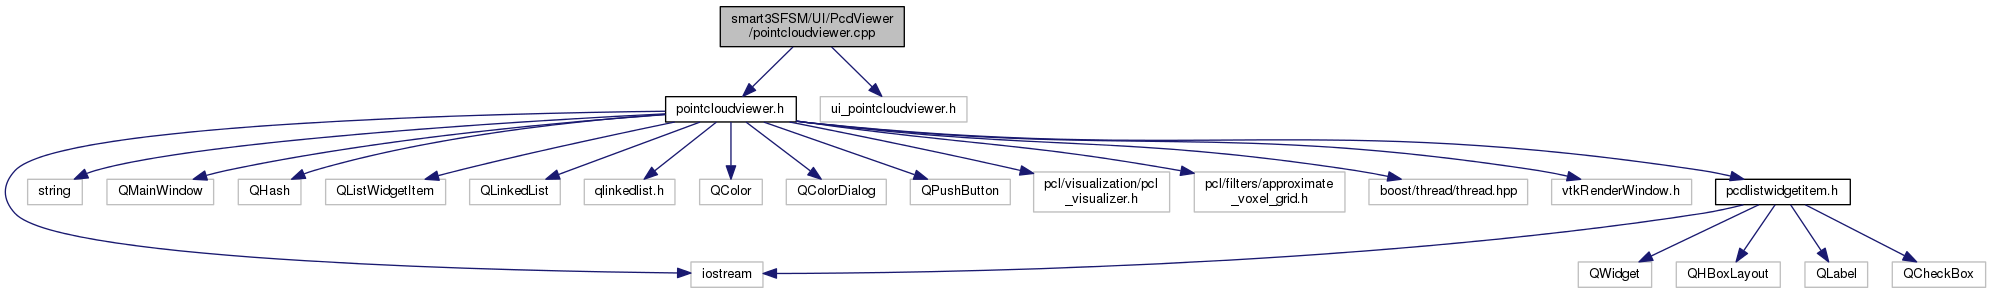 smart3SFSM/UI/PcdViewer
/pointcloudviewer.cpp
pointcloudviewer.h
ui_pointcloudviewer.h
string
QMainWindow
QHash
QListWidgetItem
QLinkedList
qlinkedlist.h
QColor
QColorDialog
QPushButton
pcl/visualization/pcl
_visualizer.h
pcl/filters/approximate
_voxel_grid.h
boost/thread/thread.hpp
vtkRenderWindow.h
pcdlistwidgetitem.h
iostream
QWidget
QHBoxLayout
QLabel
QCheckBox